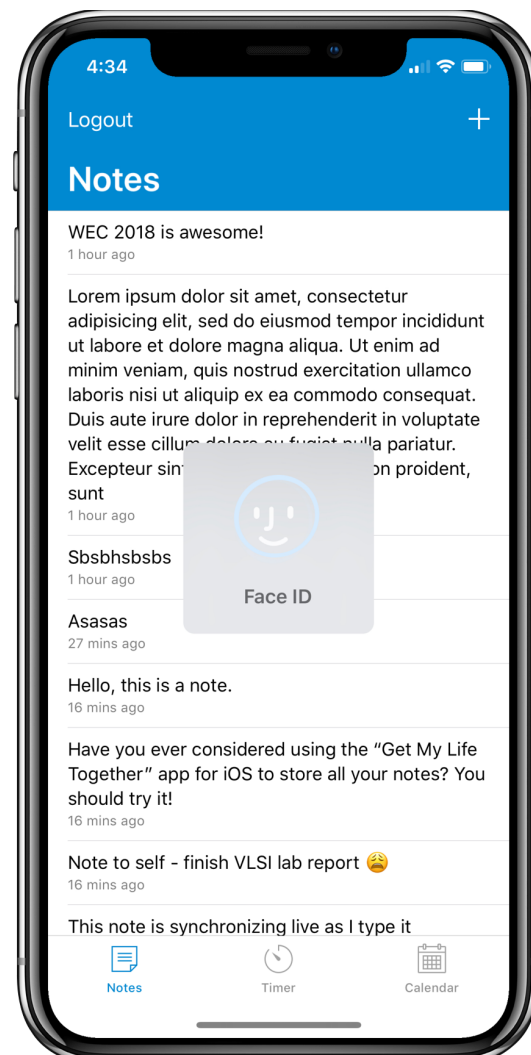 4:34
Logout
Notes
WEC 2018 is awesome!
1 hour ago
Lorem ipsum dolor sit amet, consectetur
adipisicing elit, sed do eiusmod tempor incididunt
ut labore et dolore magna aliqua. Ut enim ad
minim veniam, quis nostrud exercitation ullamco
laboris nisi ut aliquip ex ea commodo consequat.
Duis aute irure dolor in reprehenderit in voluptate
velit esse cillum dolore eu fugiat nulla pariatur.
Excepteur on proident,
sunt
1 hour ago
Face ID
Sbsbhsbsbs
1 hour ago
Asasas
27 mins ago
Hello, this is a note.
16 mins ago
Have you ever considered using the “Get My Life
Together” app for iOS to store all your notes? You
should try it!
16 mins ago
Note to self - finish VLSI lab report 😩
16 mins ago
This note is synchronizing live as I type it
Notes
Timer
Calendar